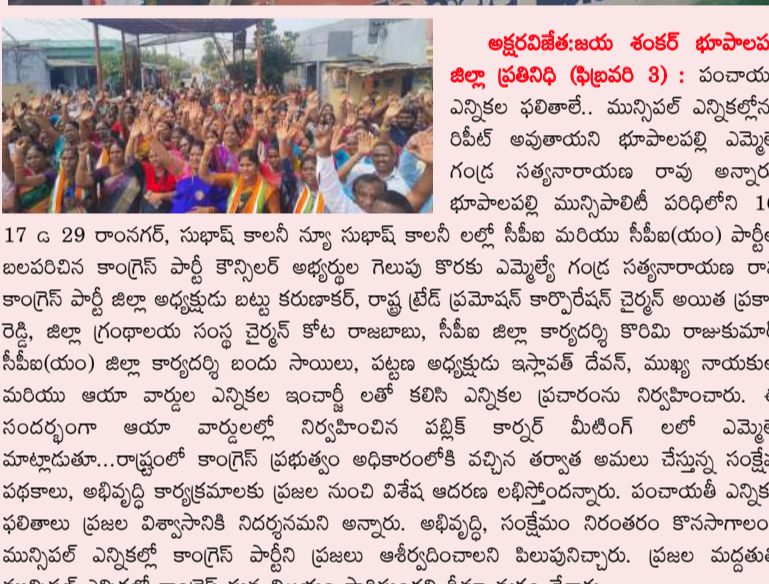 అక్షరవిజేత:జయ శంకర్ భూపాలప
జిల్లా ప్రతినిధి (ఫిబ్రవరి 3) : పంచాయ
ఎన్నికల ఫలితాలే.. మున్సిపల్ ఎన్నికల్లోన
రిపీట్ అవుతాయని భూపాలపల్లి ఎమ్మె
గండ్ర సత్యనారాయణ రావు అన్నార
భూపాలపల్లి మున్సిపాలిటీ పరిధిలోని
17 డ 29 రాంనగర్, సుభాష్ కాలనీ న్యూ సుభాష్ కాలనీ లల్లో సీపీఐ మరియు సీపీఐ(యం) పార్టీల
బలపరిచిన కాంగ్రెస్ పార్టీ కౌన్సిలర్ అభ్యర్థుల గెలుపు కొరకు ఎమ్మెల్యే గండ్ర సత్యనారాయణ రా
కాంగ్రెస్ పార్టీ జిల్లా అధ్యక్షుడు బట్టు కరుణాకర్, రాష్ట్ర ట్రేడ్ ప్రమోషన్ కార్పొరేషన్ చైర్మన్ అయిత ప్రకా
రెడ్డి, జిల్లా గ్రంథాలయ సంస్థ చైర్మన్ కోట రాజబాబు, సీపీఐ జిల్లా కార్యదర్శి కొరిమి రాజుకుమార్
సీపీఐ(యం) జిల్లా కార్యదర్శి బందు సాయిలు, పట్టణ అధ్యక్షుడు ఇస్లావత్ దేవన్, ముఖ్య నాయకుల
మరియు ఆయా వార్డుల ఎన్నికల ఇంచార్జీ లతో కలిసి ఎన్నికల ప్రచారంను నిర్వహించారు. ఈ
సందర్భంగా ఆయా వార్డులలో నిర్వహించిన పబ్లిక్ కార్నర్ మీటింగ్ లలో ఎమ్మె
మాట్లాడుతూ...రాష్ట్రంలో కాంగ్రెస్ ప్రభుత్వం అధికారంలోకి వచ్చిన తర్వాత అమలు చేస్తున్న సంక్షే
పథకాలు, అభివృద్ధి కార్యక్రమాలకు ప్రజల నుంచి విశేష ఆదరణ లభిస్తోందన్నారు. పంచాయతీ ఎన్నిక
ఫలితాలు ప్రజల విశ్వాసానికి నిదర్శనమని అన్నారు. అభివృద్ధి, సంక్షేమం నిరంతరం కొనసాగాలం
మున్సిపల్ ఎన్నికల్లో కాంగ్రెస్ పార్టీని ప్రజలు ఆశీర్వదించాలని పిలుపునిచ్చారు. ప్రజల మద్దతు